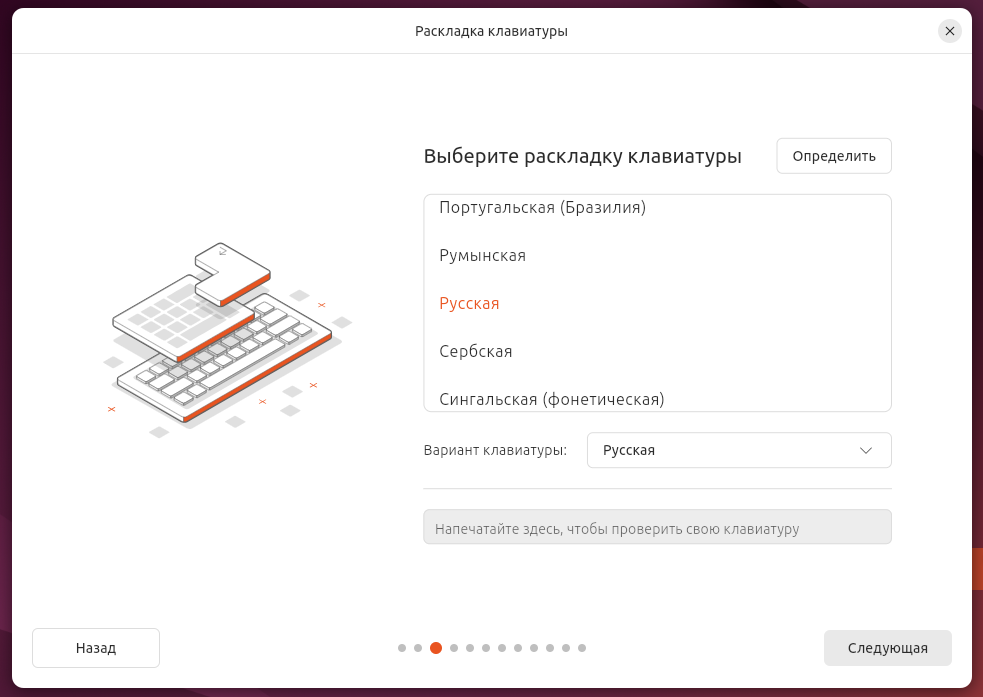 Раскладка клавиатуры
Выберите раскладку клавиатуры
Определить
Португальская (Бразилия)
Румынская
Русская
Сербская
Сингальская (фонетическая)
Вариант клавиатуры:
Русская
Напечатайте здесь, чтобы проверить свою клавиатуру
Назад
Следующая